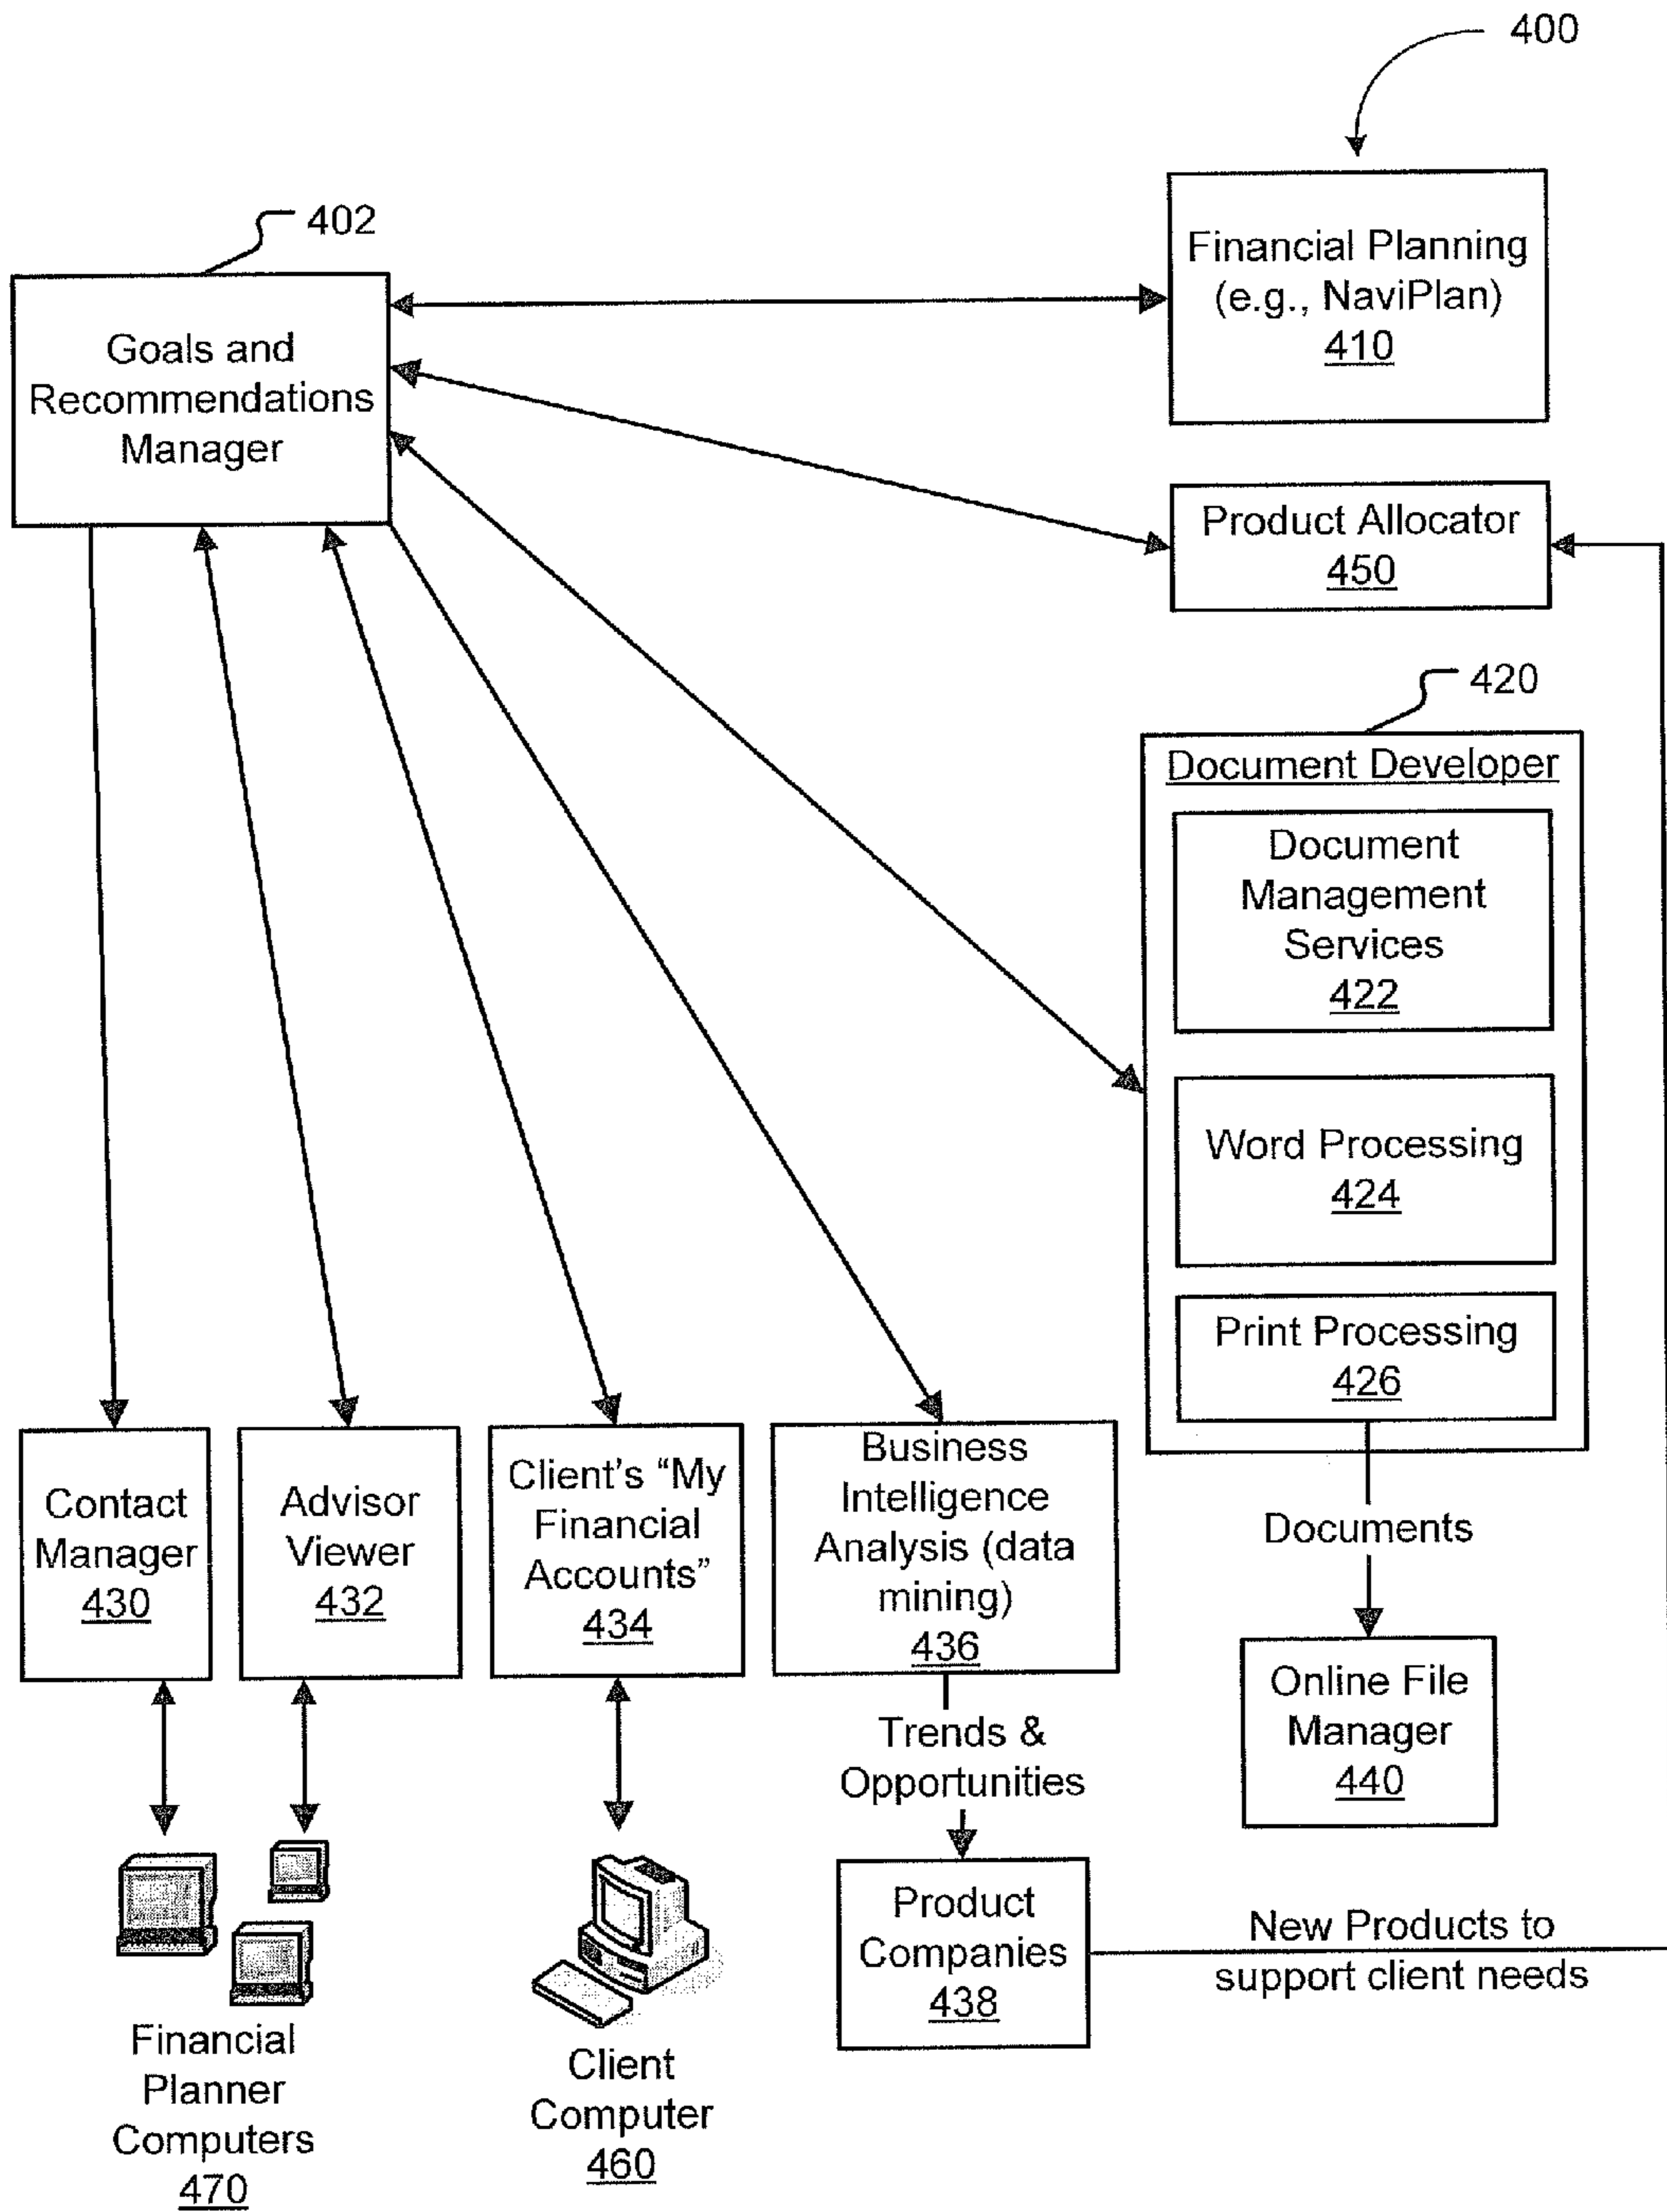 400
402
Financial Planning
(e.g., NaviPlan)
410
Goals and
Recommendations
Manager
Product Allocator
450
420
Document Developer
Document
Management
Services
422
Word Processing
424
Print Processing
426
Contact
Manager
430
Advisor
Viewer
432
Client's “My
Financial
Accounts”
434
Business
Intelligence
Analysis (data
mining)
436
Documents
Online File
Manager
440
Trends &
Opportunities
Product
Companies
438
New Products to
support client needs
Financial
Planner
Computers
470
Client
Computer
460